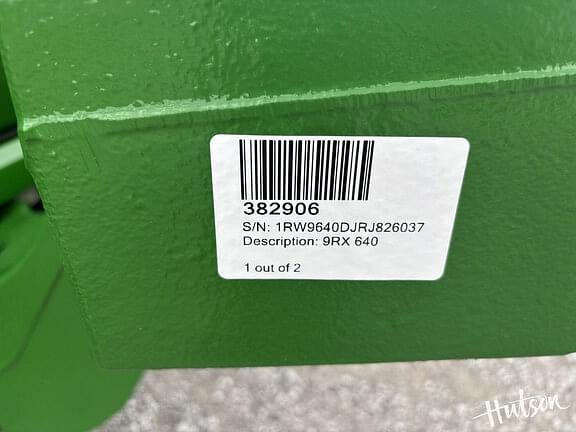 382906
S/N: 1RW9640DJRJ826037
Description: 9RX 640
1 out of 2
Hutson